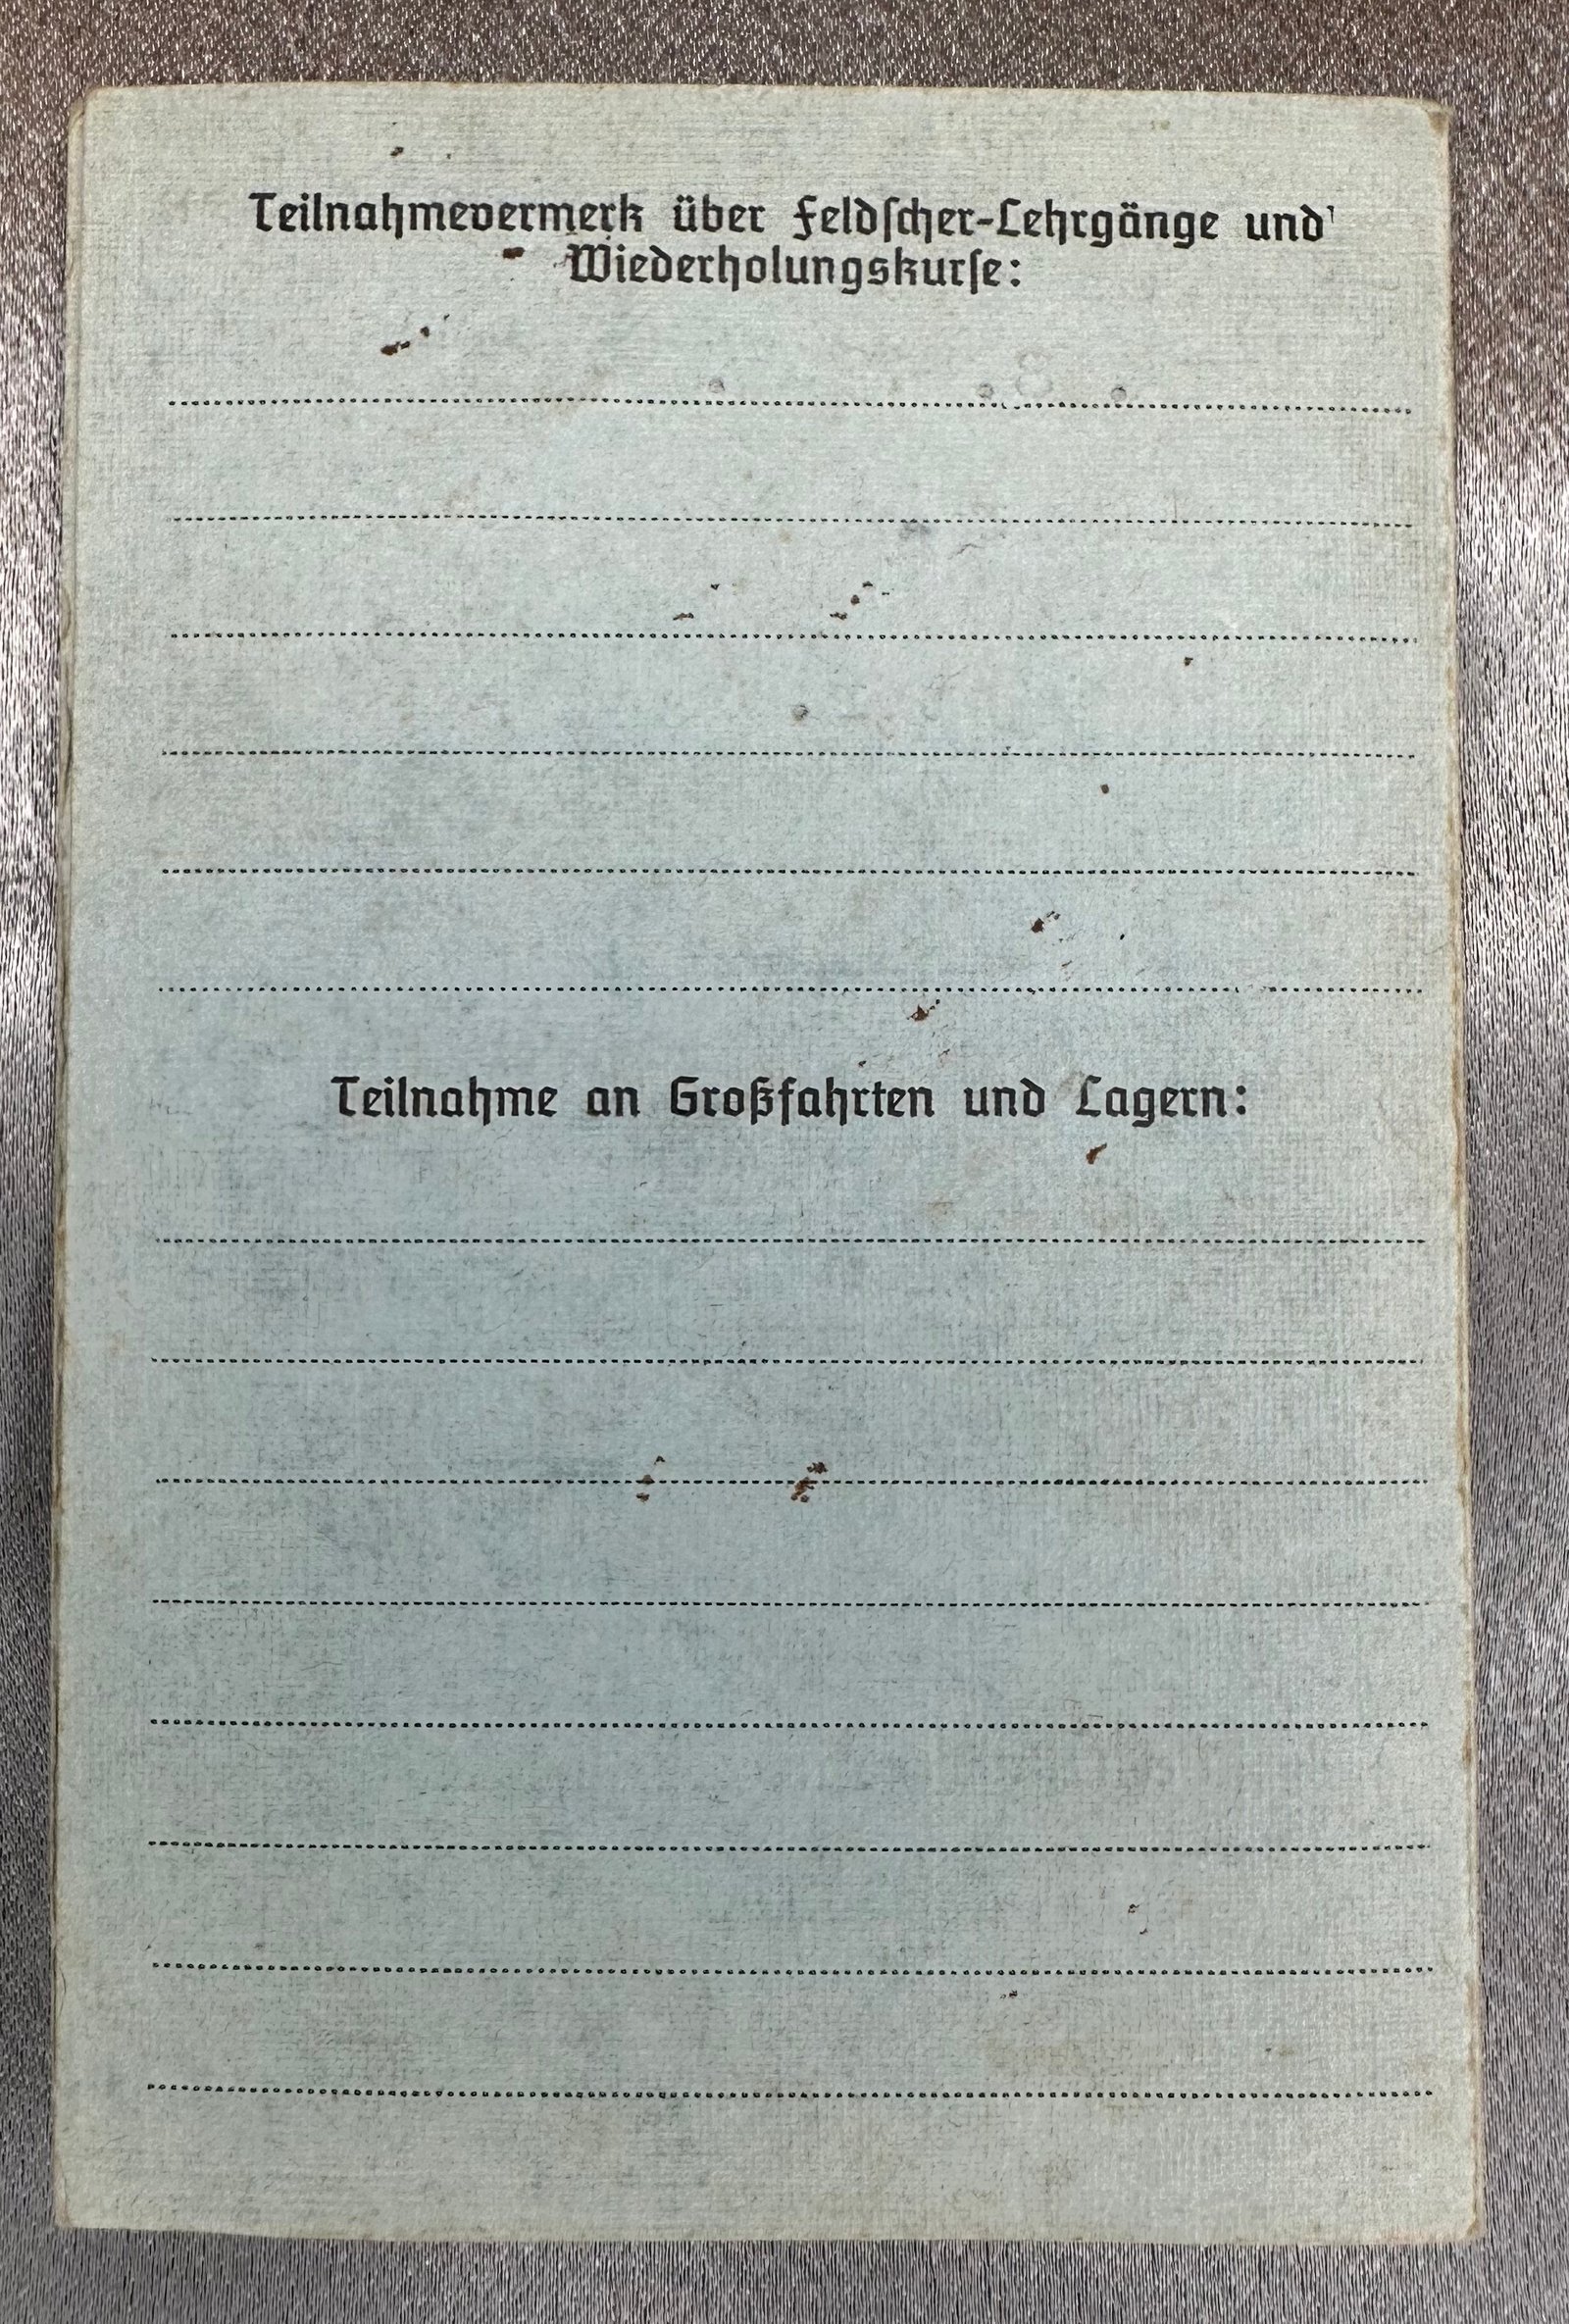 Teilnahmevermerk über Feldſcher-Lehrgänge und
Wiederholungskurſe:
Teilnahme an Großfahrten und Lagern: